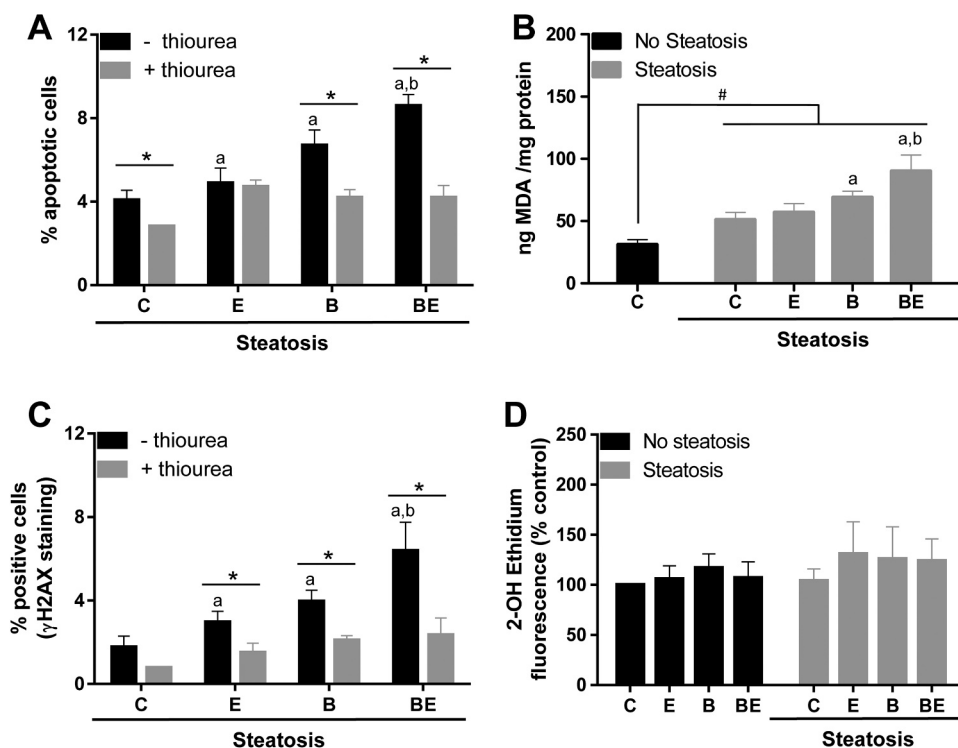 A
- thiourea
+ thiourea
% apoptotic cells
12
8
4
0
*
a
a
*
a,b
*
C E B BE
Steatosis
B
No Steatosis
Steatosis
ng MDA /mg protein
200
150
100
50
0
#
a
a,b
C C E B BE
Steatosis
C
- thiourea
+ thiourea
% positive cells
(γH2AX staining)
12
8
4
0
a
*
a
*
a,b
*
C E B BE
Steatosis
D
No steatosis
Steatosis
2-OH Ethidium
fluorescence (% control)
250
200
150
100
50
0
C E B BE C E B BE
Steatosis